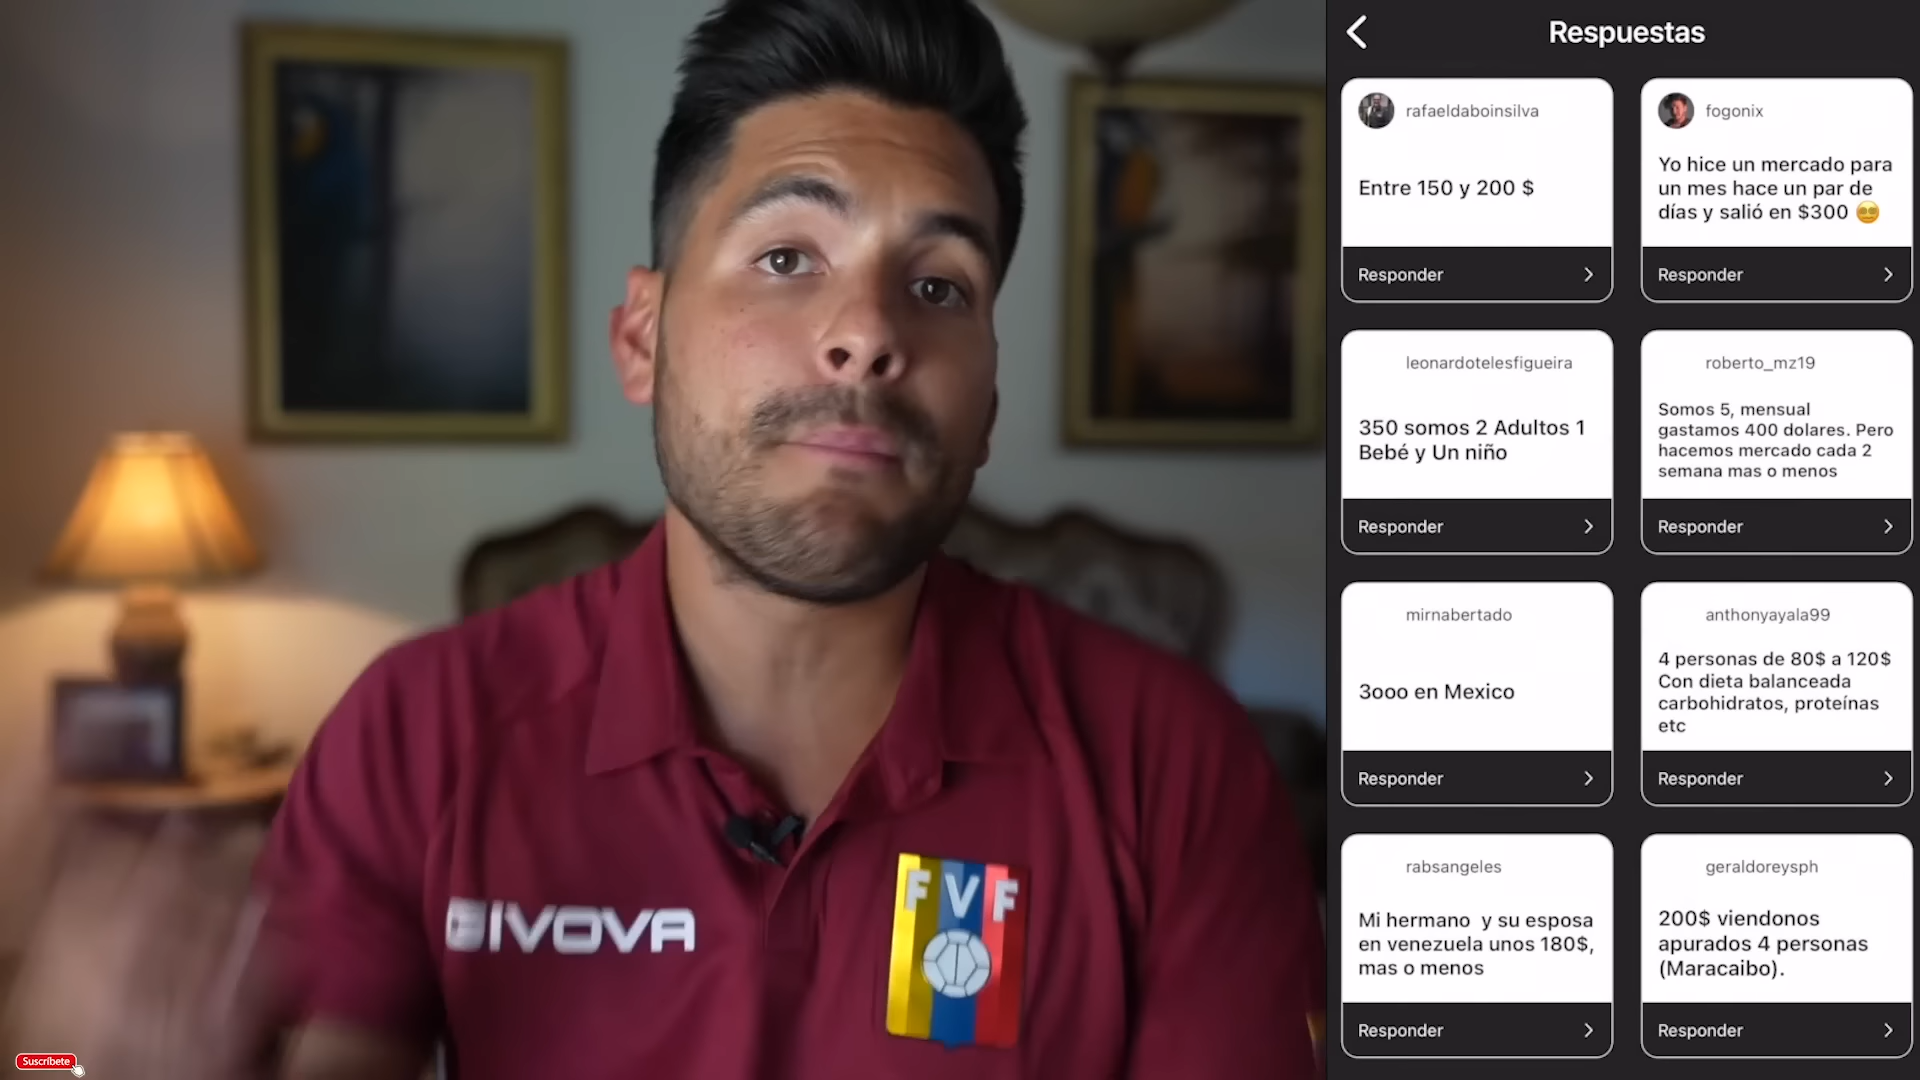 Respuestas
rafaeldaboinsilva
Entre 150 y 200 $
Responder
fogonix
Yo hice un mercado para
un mes hace un par de
días y salió en $300 😵‍💫
Responder
leonardotelesfigueira
350 somos 2 Adultos 1
Bebé y Un niño
Responder
roberto_mz19
Somos 5, mensual
gastamos 400 dolares. Pero
hacemos mercado cada 2
semana mas o menos
Responder
mirnabertado
3ooo en Mexico
Responder
anthonyayala99
4 personas de 80$ a 120$
Con dieta balanceada
carbohidratos, proteínas
etc
Responder
rabsangeles
Mi hermano y su esposa
en venezuela unos 180$,
mas o menos
Responder
geraldoreysph
200$ viendonos
apurados 4 personas
(Maracaibo).
Responder
GIVOVA
FVF
Suscríbete